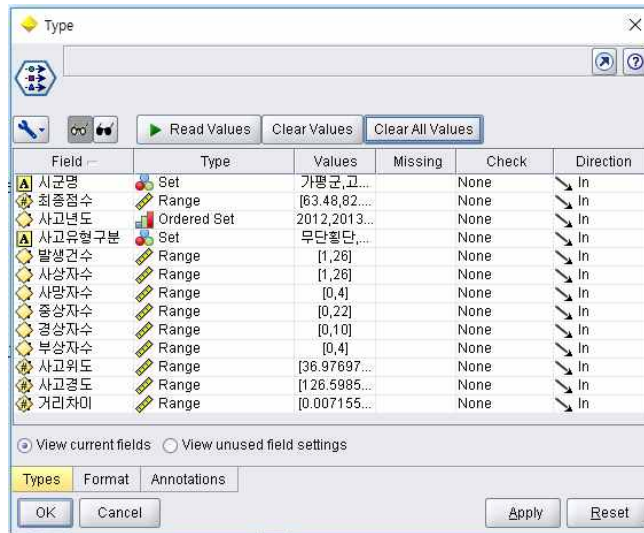 Type
Read Values Clear Values Clear All Values
Field Type Values Missing Check Direction
A 시군명 Set 가평군,고... None In
# 최종점수 Range [63.48,82... None In
사고년도 Ordered Set 2012,2013... None In
A 사고유형구분 Set 무단횡단,... None In
발생건수 Range [1,26] None In
사상자수 Range [1,26] None In
사망자수 Range [0,4] None In
중상자수 Range [0,22] None In
경상자수 Range [0,10] None In
부상자수 Range [0,4] None In
# 사고위도 Range [36.97697... None In
# 사고경도 Range [126.5985... None In
# 거리차이 Range [0.007155... None In
View current fields View unused field settings
Types Format Annotations
OK Cancel Apply Reset